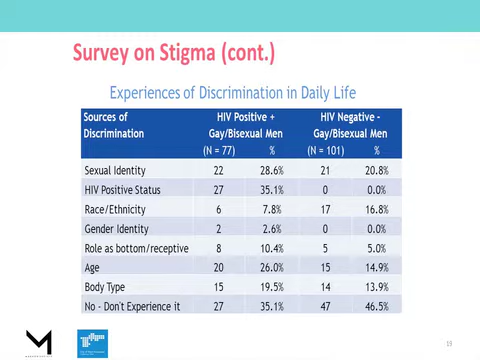 Survey on Stigma (cont.)
Experiences of Discrimination in Daily Life
Sources of Discrimination HIV Positive + Gay/Bisexual Men HIV Negative - Gay/Bisexual Men
(N = 77) % (N = 101) %
Sexual Identity 22 28.6% 21 20.8%
HIV Positive Status 27 35.1% 0 0.0%
Race/Ethnicity 6 7.8% 17 16.8%
Gender Identity 2 2.6% 0 0.0%
Role as bottom/receptive 8 10.4% 5 5.0%
Age 20 26.0% 15 14.9%
Body Type 15 19.5% 14 13.9%
No - Don't Experience it 27 35.1% 47 46.5%
19